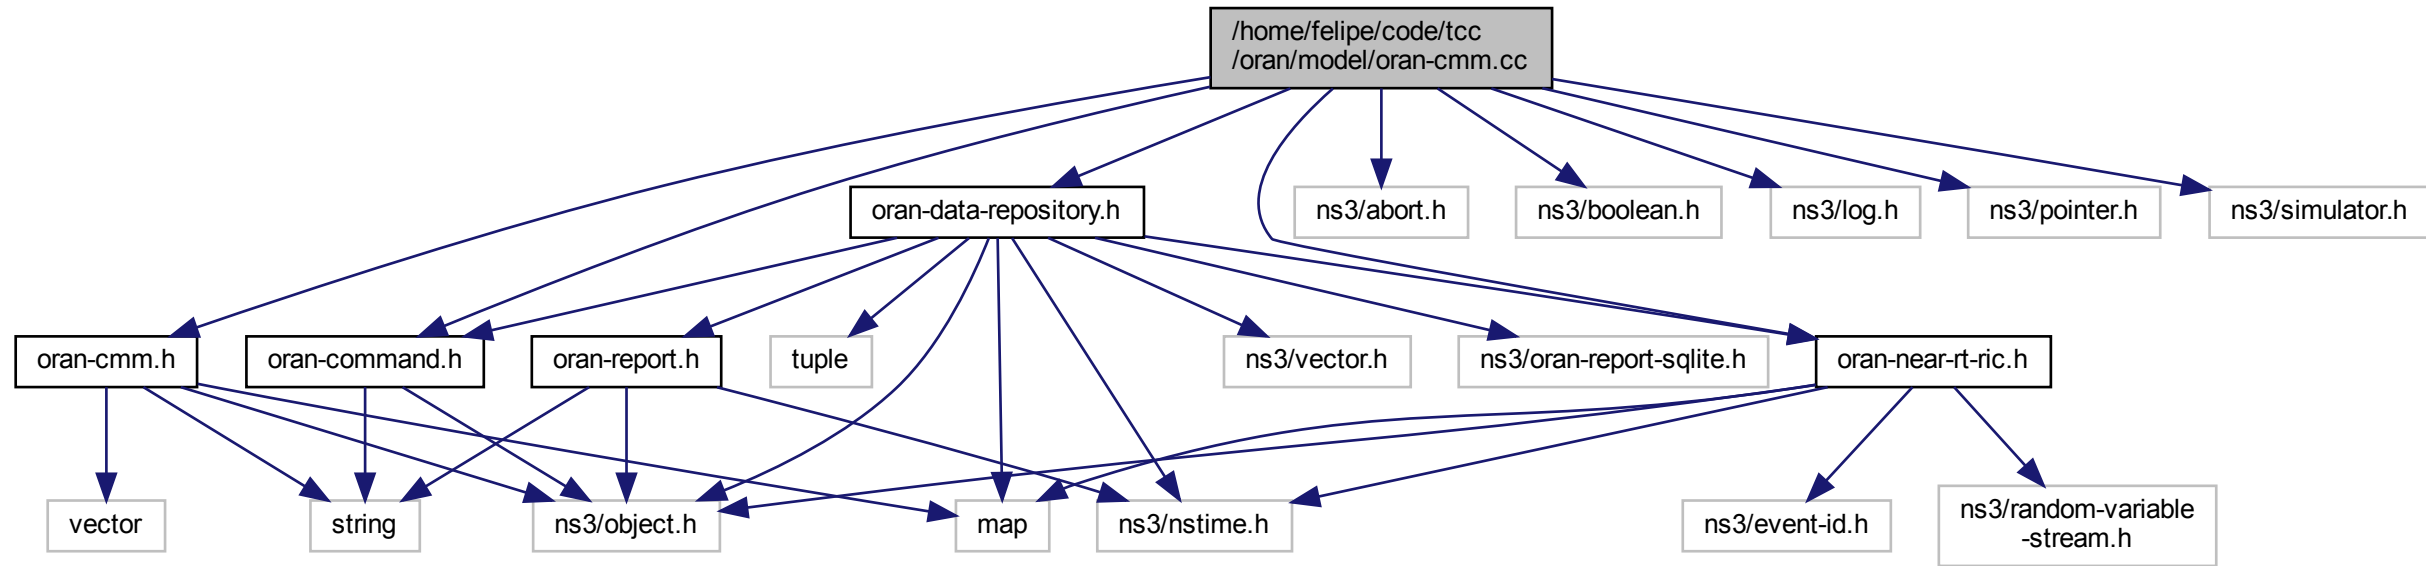 /home/felipe/code/tcc
/oran/model/oran-cmm.cc
oran-data-repository.h
ns3/abort.h
ns3/boolean.h
ns3/log.h
ns3/pointer.h
ns3/simulator.h
oran-cmm.h
oran-command.h
oran-report.h
tuple
ns3/vector.h
ns3/oran-report-sqlite.h
oran-near-rt-ric.h
vector
string
ns3/object.h
map
ns3/nstime.h
ns3/event-id.h
ns3/random-variable
-stream.h